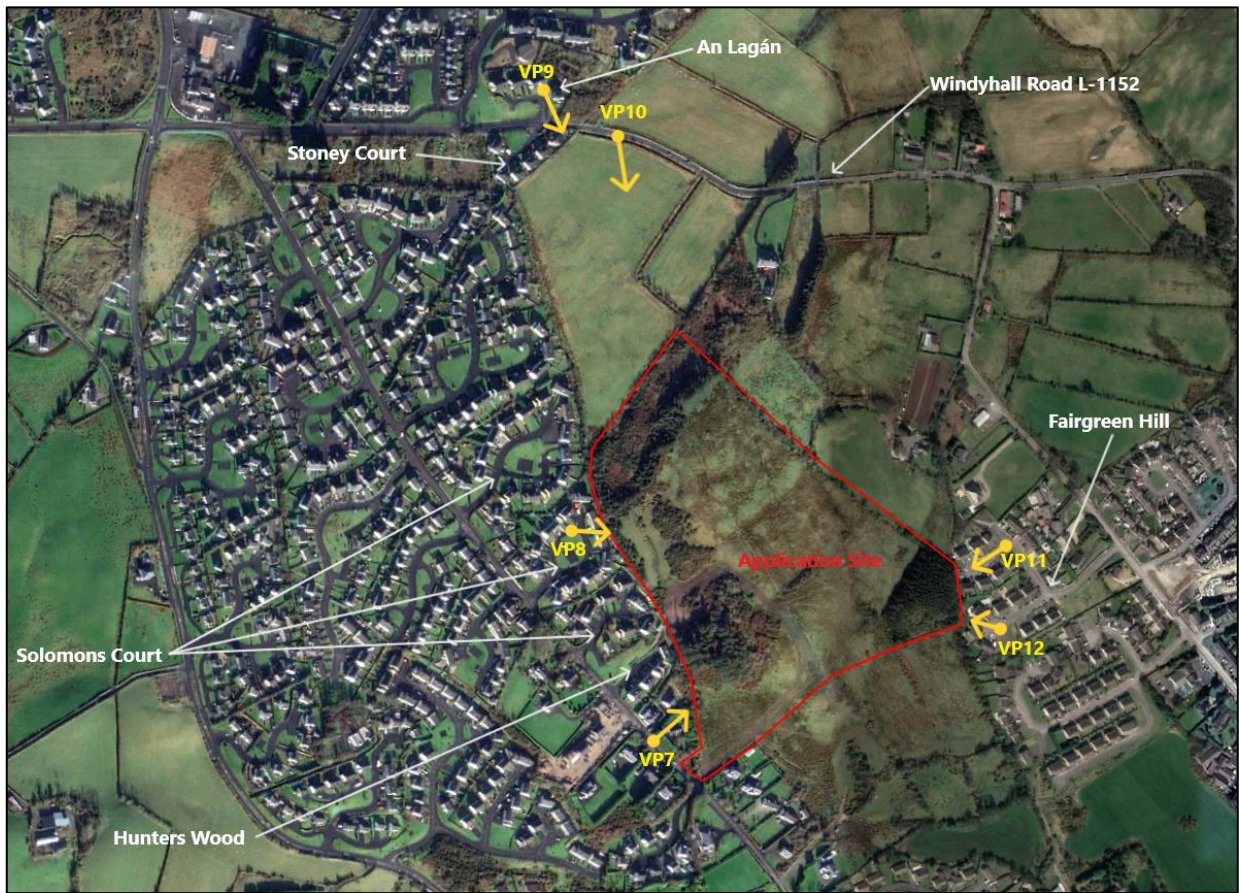 An Lagán
VP9
Windyhall Road L-1152
VP10
Stoney Court
Fairgreen Hill
VP8
Application Site
VP11
Solomons Court
VP12
VP7
Hunters Wood